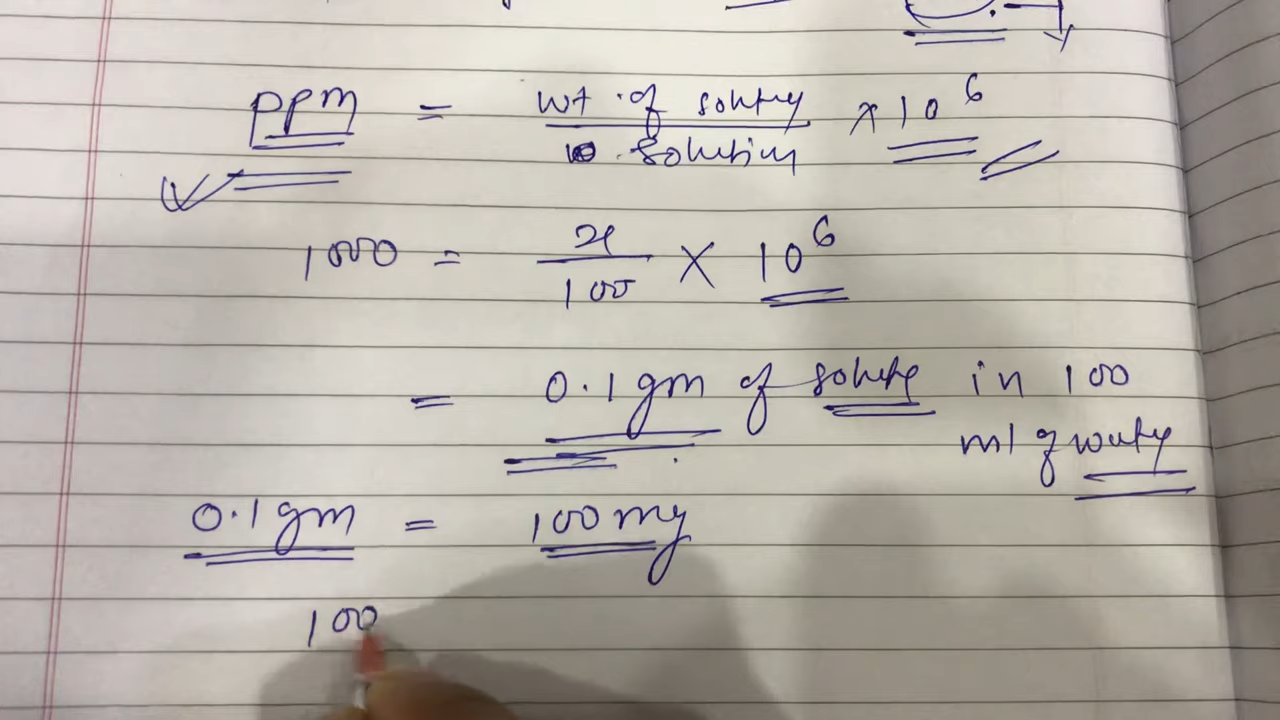 ppm = wt. of solute / . solution × 10^6
1000 = x / 100 × 10^6
= 0.1 gm of solute in 100
ml of water
0.1 gm = 100 mg
100